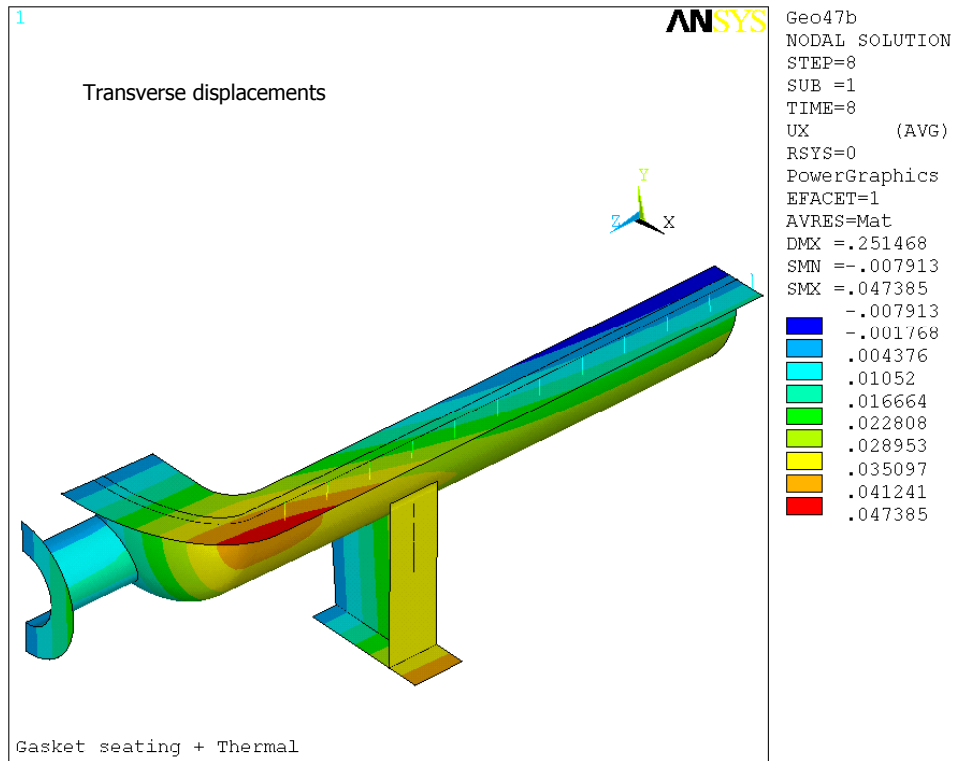 1
ANSYS
Transverse displacements
Y
Z
X
1
Gasket seating + Thermal
Geo47b
NODAL SOLUTION
STEP=8
SUB =1
TIME=8
UX (AVG)
RSYS=0
PowerGraphics
EFACET=1
AVRES=Mat
DMX =.251468
SMN =-.007913
SMX =.047385
-.007913
-.001768
.004376
.01052
.016664
.022808
.028953
.035097
.041241
.047385